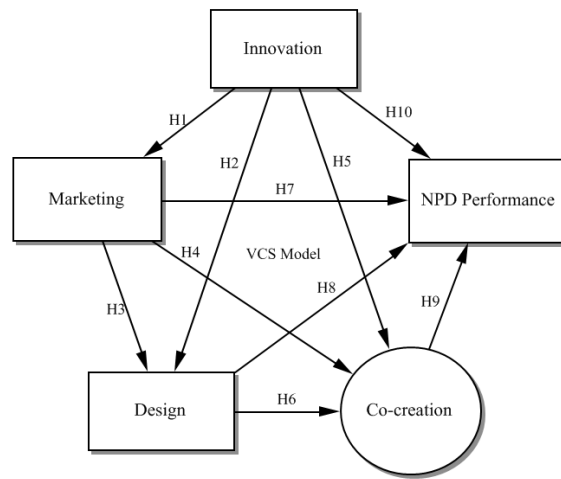 Innovation
H1
H10
H2
H5
Marketing
H7
NPD Performance
H4
VCS Model
H8
H3
H9
Design
H6
Co-creation